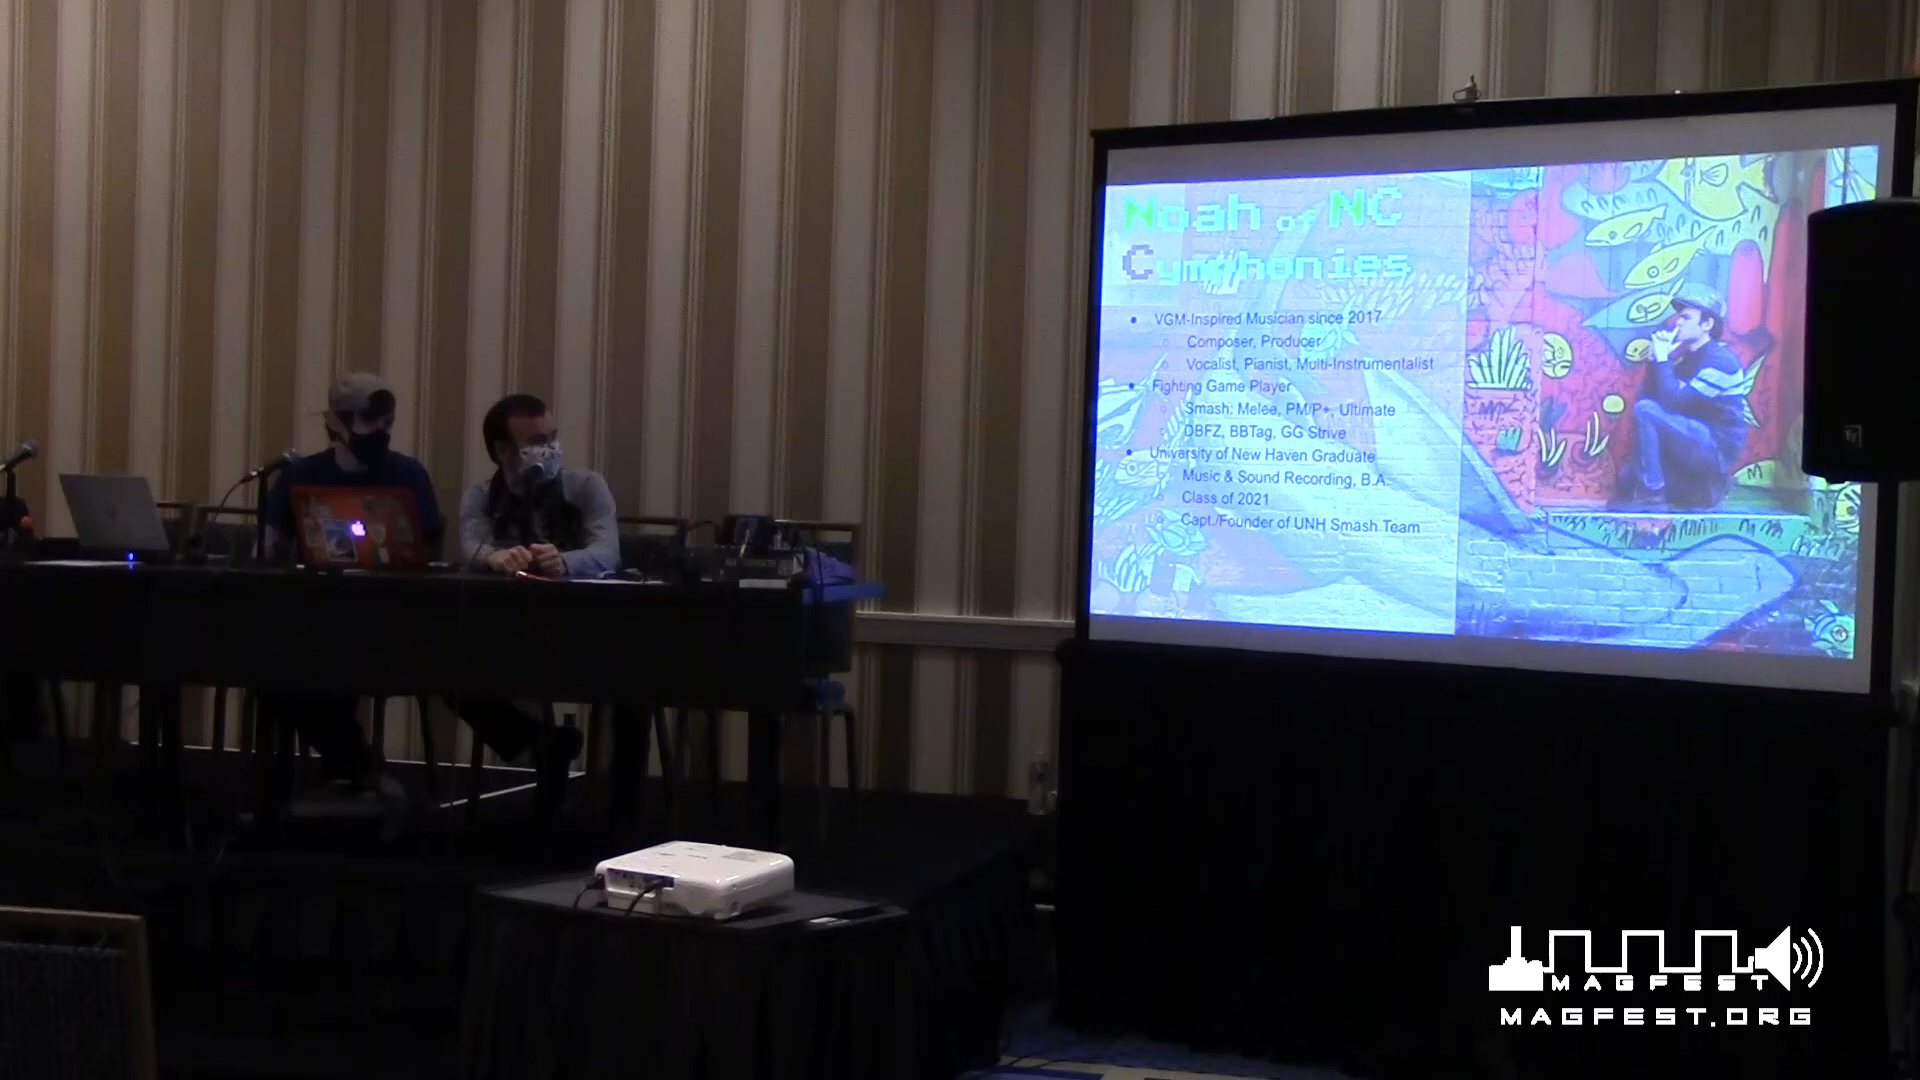 Noah of NC
Cymphonies
VGM-Inspired Musician since 2017
Composer, Producer
Vocalist, Pianist, Multi-Instrumentalist
Fighting Game Player
Smash: Melee, PM/P+, Ultimate
DBFZ, BBTag, GG Strive
University of New Haven Graduate
Music & Sound Recording, B.A.
Class of 2021
Capt./Founder of UNH Smash Team
MAGFEST
MAGFEST.ORG